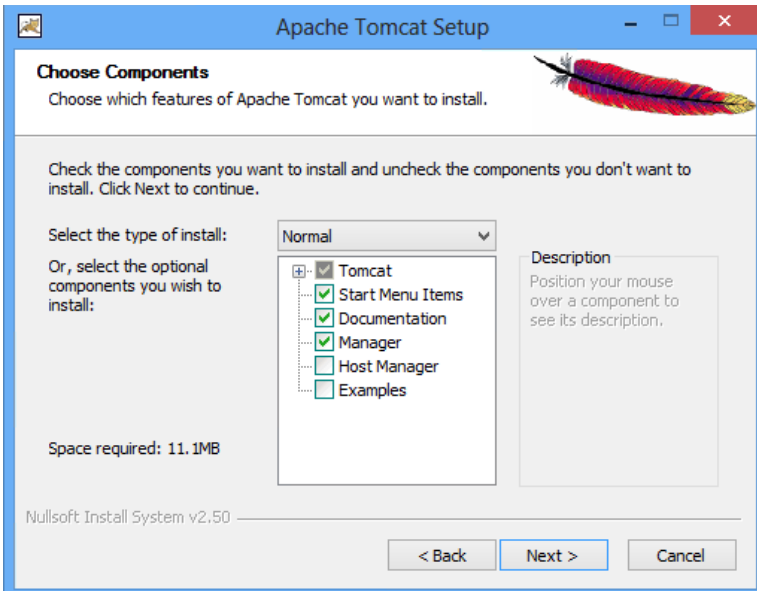 Apache Tomcat Setup
Choose Components
Choose which features of Apache Tomcat you want to install.
Check the components you want to install and uncheck the components you don't want to
install. Click Next to continue.
Select the type of install:
Normal
Or, select the optional
components you wish to
install:
Tomcat
Start Menu Items
Documentation
Manager
Host Manager
Examples
Description
Position your mouse
over a component to
see its description.
Space required: 11.1MB
Nullsoft Install System v2.50
< Back
Next >
Cancel